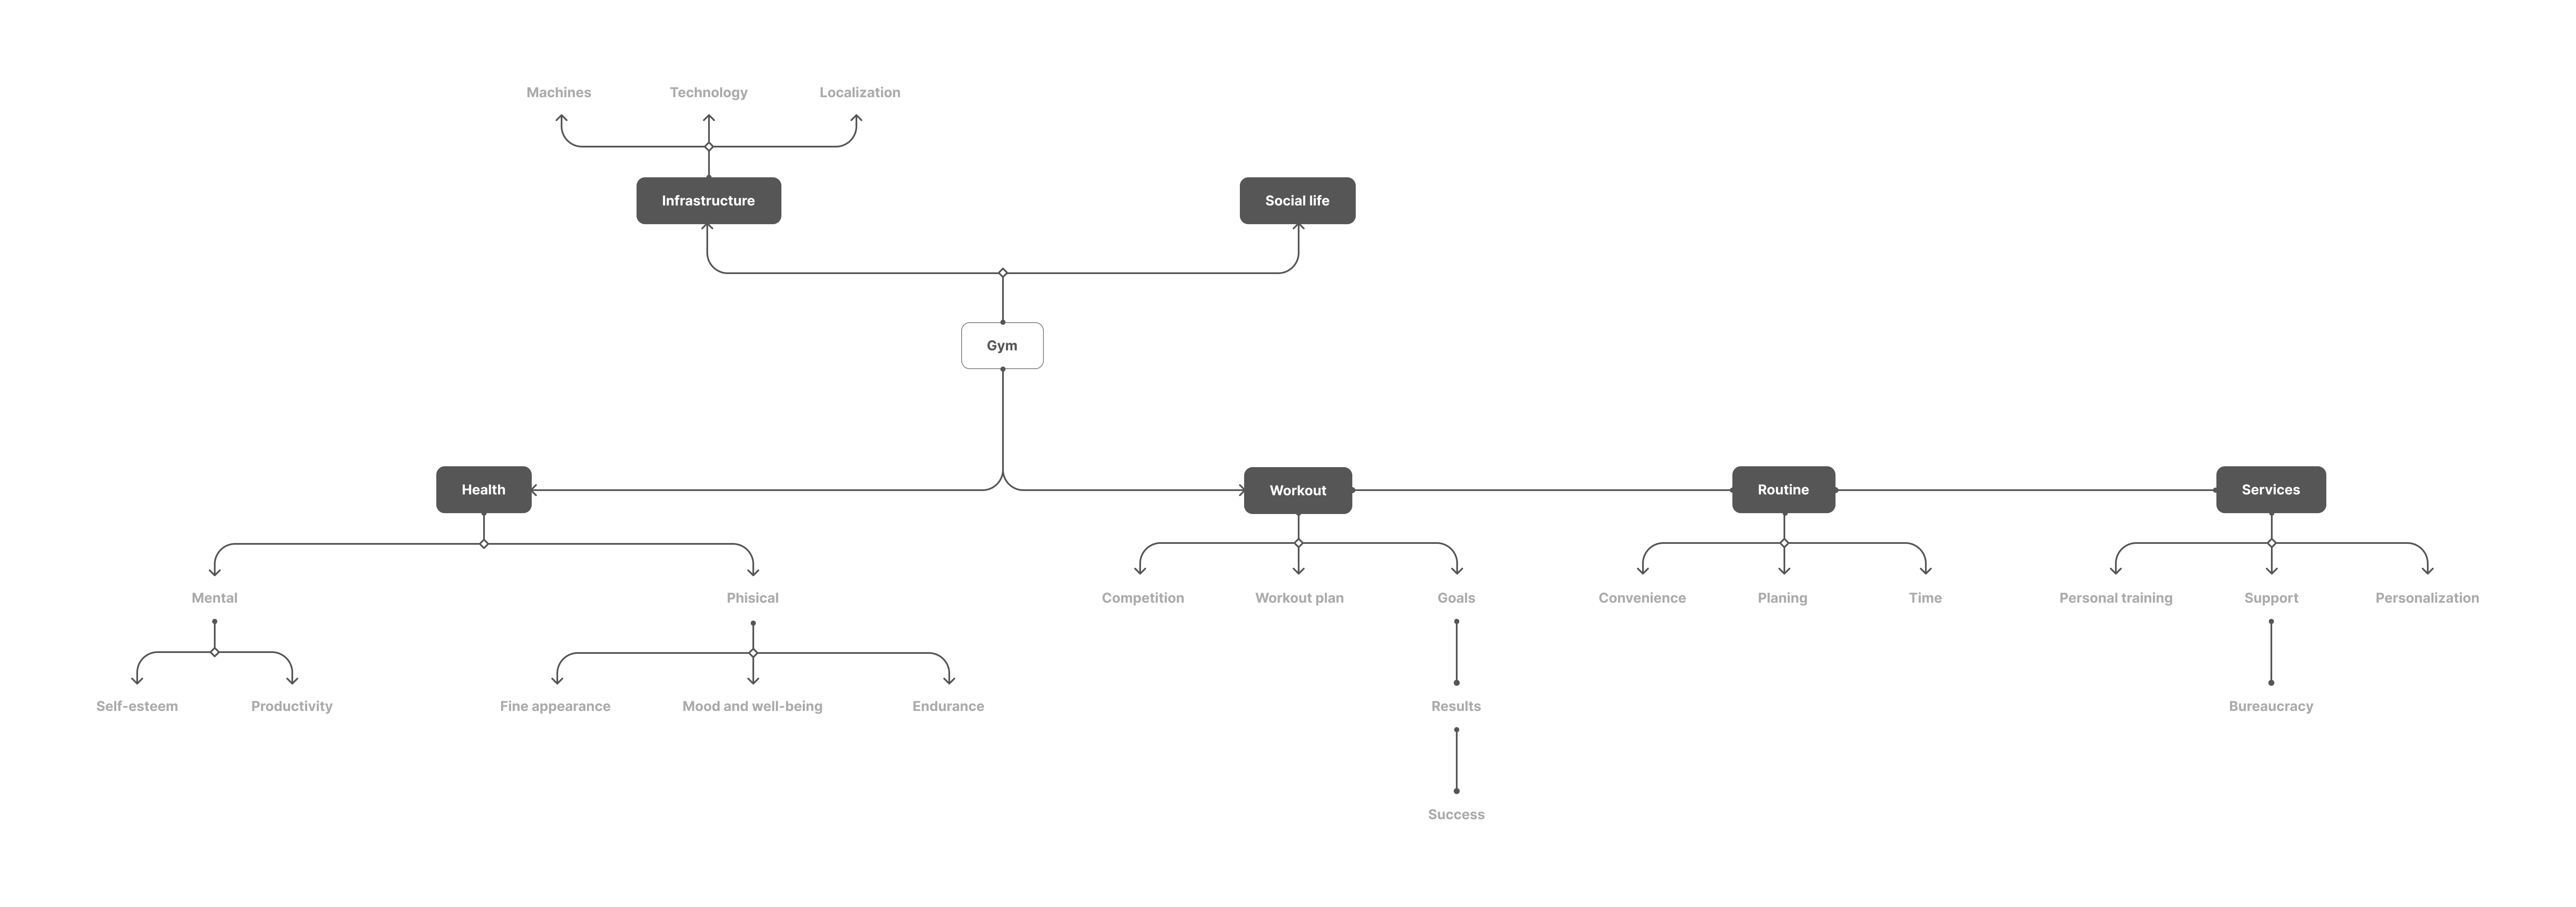 Machines
Technology
Localization
Infrastructure
Social life
Gym
Health
Workout
Routine
Services
Mental
Phisical
Competition
Workout plan
Goals
Convenience
Planing
Time
Personal training
Support
Personalization
Self-esteem
Productivity
Fine appearance
Mood and well-being
Endurance
Results
Bureaucracy
Success